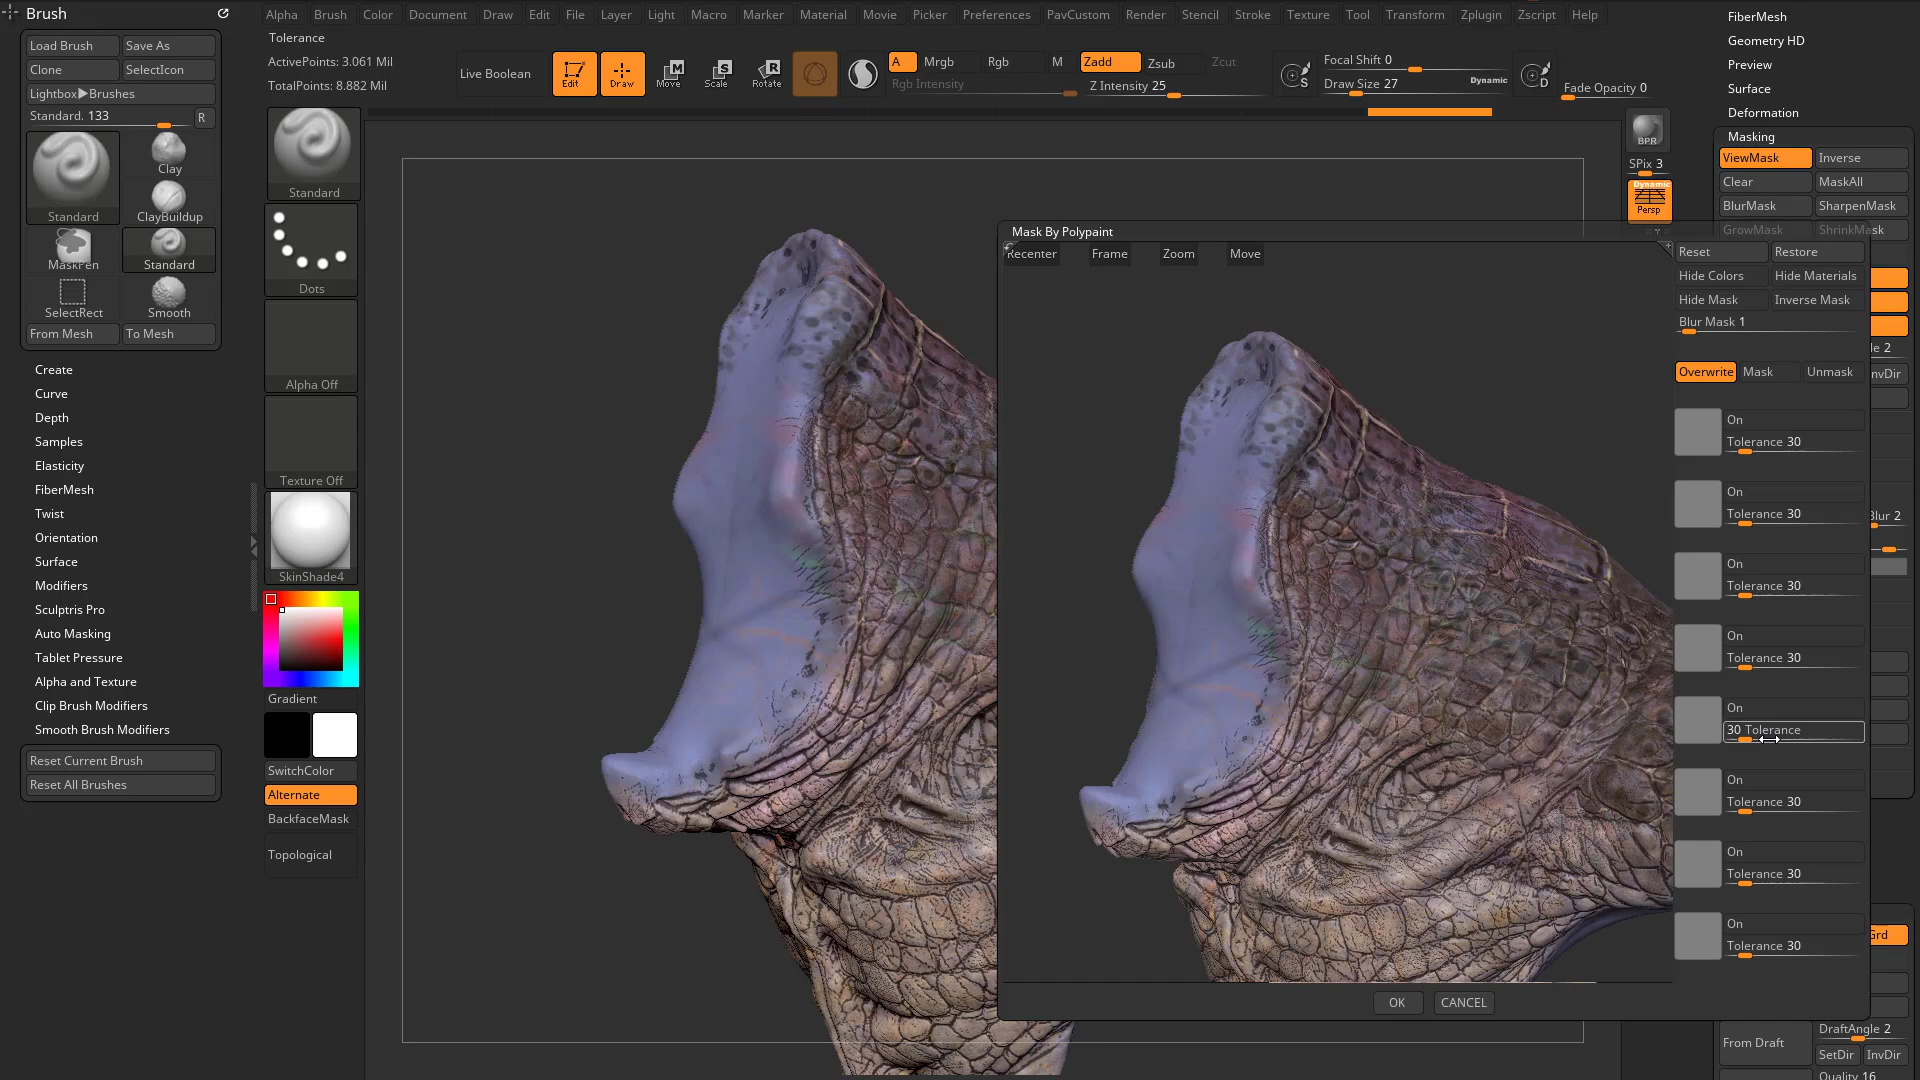 Brush
Load Brush Save As
Clone SelectIcon
Lightbox▶Brushes
Standard. 133 R
Standard
Clay
ClayBuildup
MaskPen Standard
SelectRect Smooth
From Mesh To Mesh
Create
Curve
Depth
Samples
Elasticity
FiberMesh
Twist
Orientation
Surface
Modifiers
Sculptris Pro
Auto Masking
Tablet Pressure
Alpha and Texture
Clip Brush Modifiers
Smooth Brush Modifiers
Reset Current Brush
Reset All Brushes
Alpha Brush Color Document Draw Edit File Layer Light Macro Marker Material Movie Picker Preferences PavCustom Render Stencil Stroke Texture Tool Transform Zplugin Zscript Help
Tolerance
ActivePoints: 3.061 Mil
TotalPoints: 8.882 Mil
Live Boolean
Edit Draw Move Scale Rotate
A Mrgb Rgb M
Rgb Intensity
Zadd Zsub Zcut
Z Intensity 25
S
Focal Shift 0
Draw Size 27 Dynamic
D
Fade Opacity 0
Standard
Dots
Alpha Off
Texture Off
SkinShade4
Gradient
SwitchColor
Alternate
BackfaceMask
Topological
BPR
SPix 3
Dynamic
Persp
Mask By Polypaint
Recenter Frame Zoom Move
Reset Restore
Hide Colors Hide Materials
Hide Mask Inverse Mask
Blur Mask 1
Overwrite Mask Unmask
On
Tolerance 30
On
Tolerance 30
On
Tolerance 30
On
Tolerance 30
On
30 Tolerance
On
Tolerance 30
On
Tolerance 30
On
Tolerance 30
OK CANCEL
FiberMesh
Geometry HD
Preview
Surface
Deformation
Masking
ViewMask Inverse
Clear MaskAll
BlurMask SharpenMask
GrowMask ShrinkMask
le 2
nvDir
Blur 2
Grd
DraftAngle 2
From Draft
SetDir InvDir
Quality 16